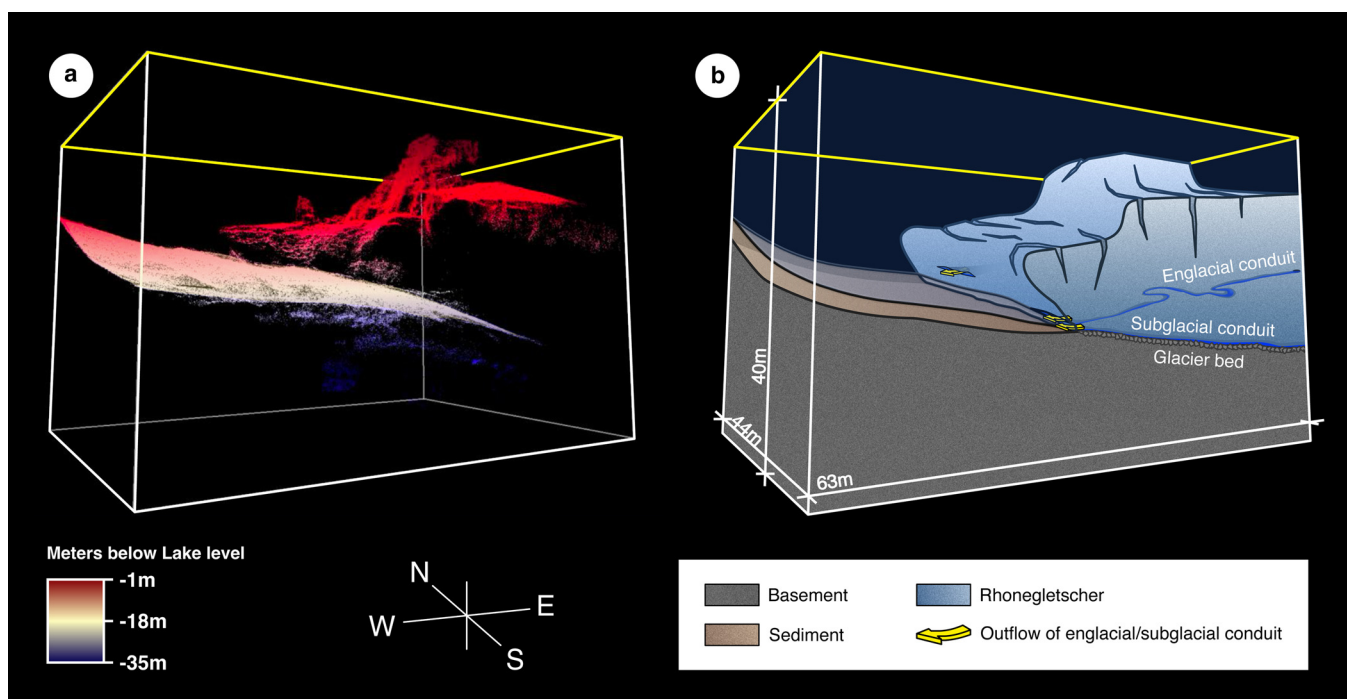 a
b
Englacial conduit
Subglacial conduit
Glacier bed
40m
44m
63m
Meters below Lake level
-1m
-18m
-35m
N
W
E
S
Basement
Sediment
Rhonegletscher
Outflow of englacial/subglacial conduit